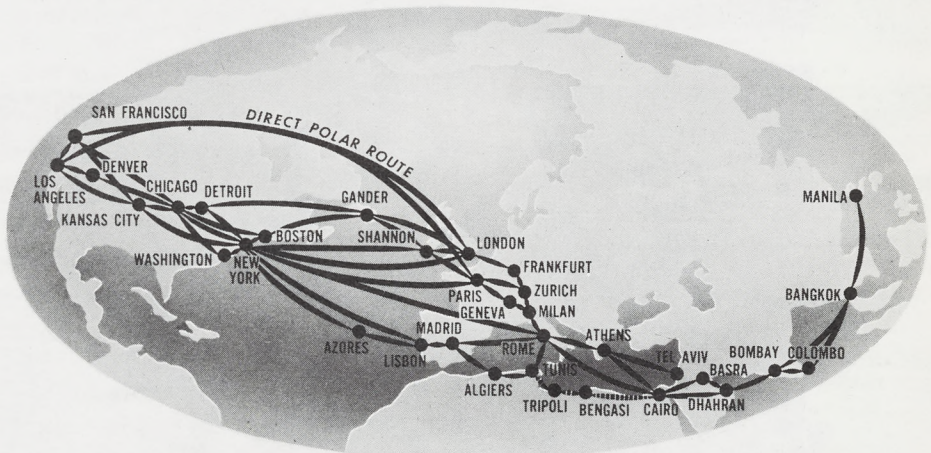 SAN FRANCISCO
DIRECT POLAR ROUTE
DENVER
LOS
ANGELES
CHICAGO
DETROIT
KANSAS CITY
GANDER
MANILA
BOSTON
SHANNON
LONDON
WASHINGTON
NEW
YORK
FRANKFURT
PARIS
ZURICH
GENEVA
MILAN
BANGKOK
AZORES
LISBON
MADRID
ROME
ATHENS
TEL AVIV
BOMBAY
COLOMBO
BASRA
ALGIERS
TUNIS
TRIPOLI
BENGASI
CAIRO
DHAHRAN